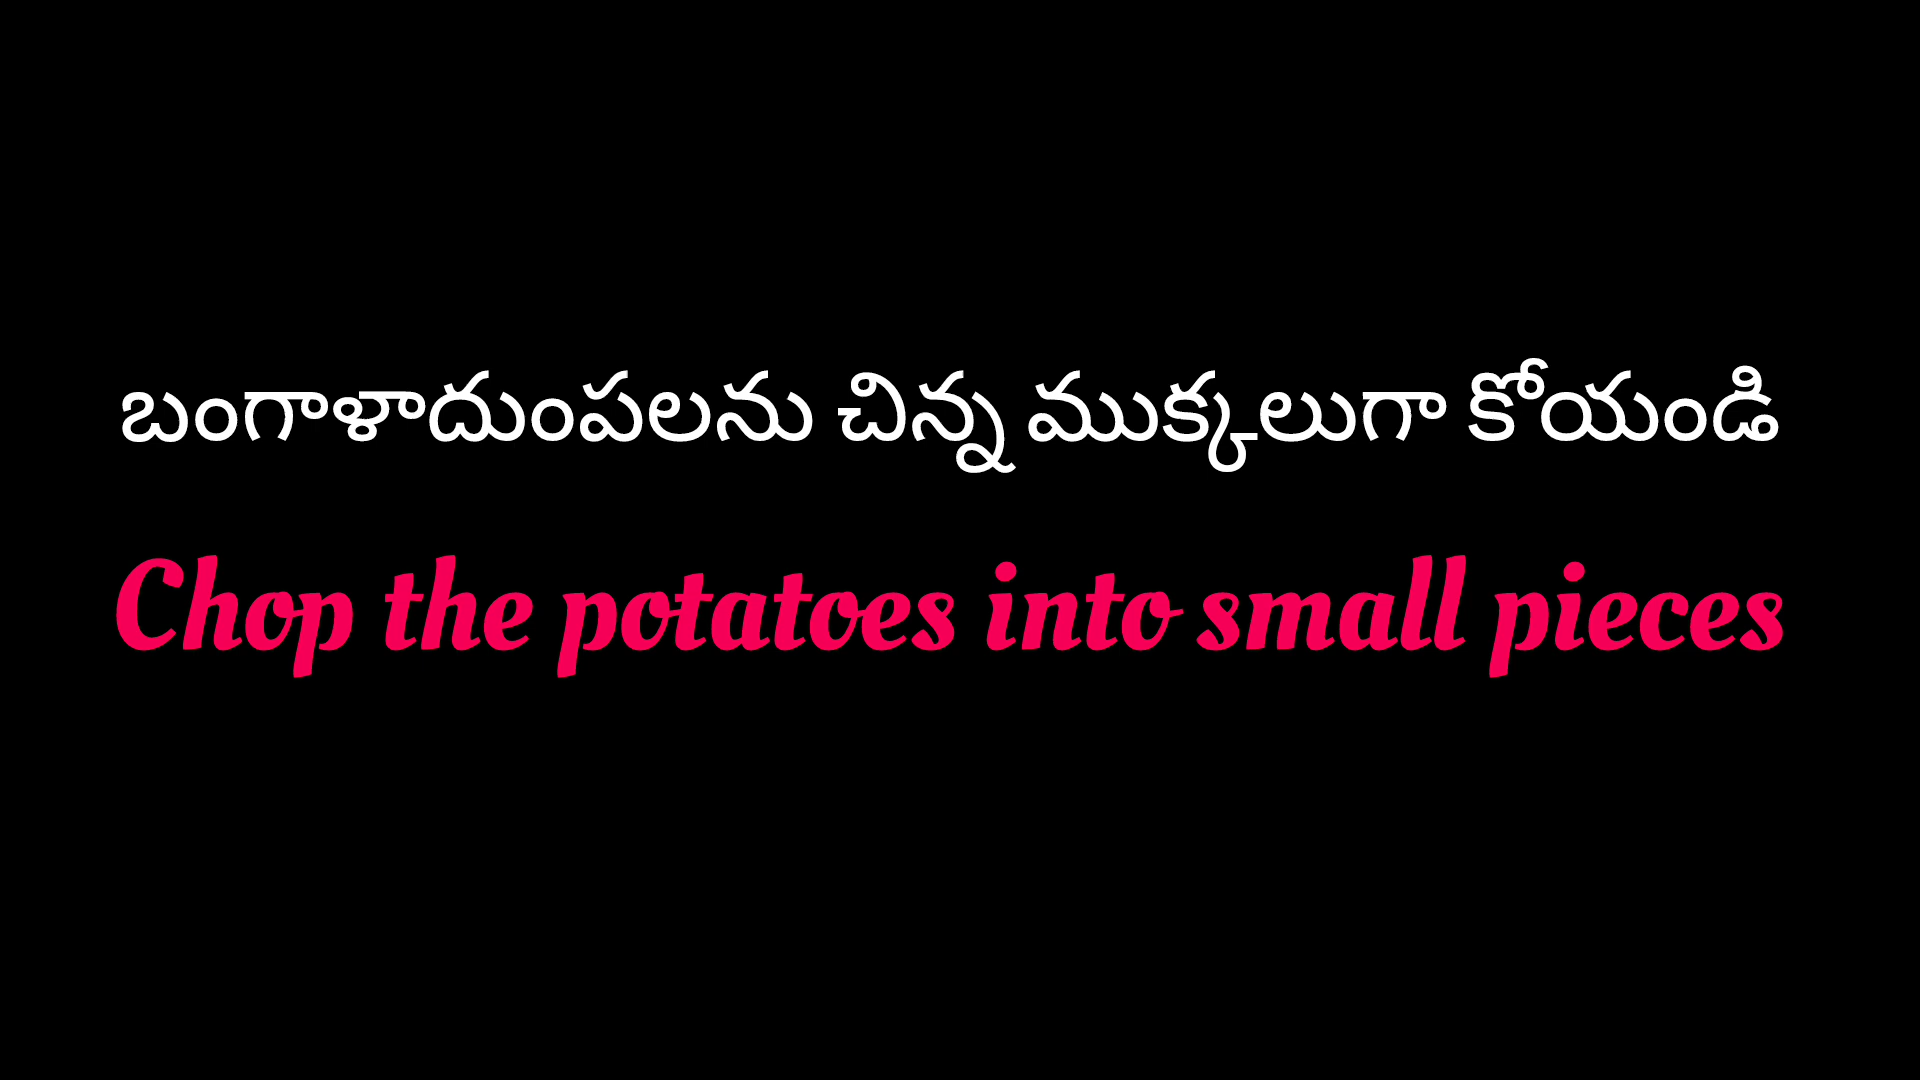 బంగాళాదుంపలను చిన్న ముక్కలుగా కోయండి
Chop the potatoes into small pieces